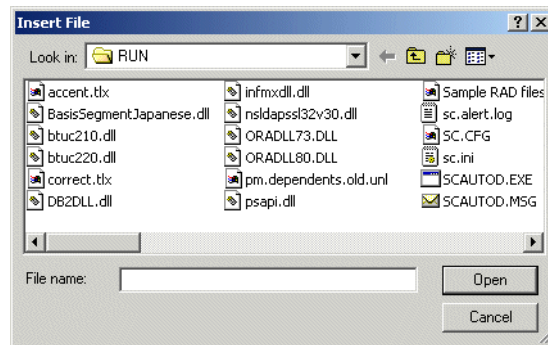 Insert File
Look in: RUN
accent.tlx
BasisSegmentJapanese.dll
btuc210.dll
btuc220.dll
correct.tlx
DB2DLL.dll
infmxdll.dll
nsldapssl32v30.dll
ORADLL73.DLL
ORADLL80.DLL
pm.dependents.old.unl
psapi.dll
Sample RAD files
sc.alert.log
SC.CFG
sc.ini
SCAUTOD.EXE
SCAUTOD.MSG
File name:
Open
Cancel